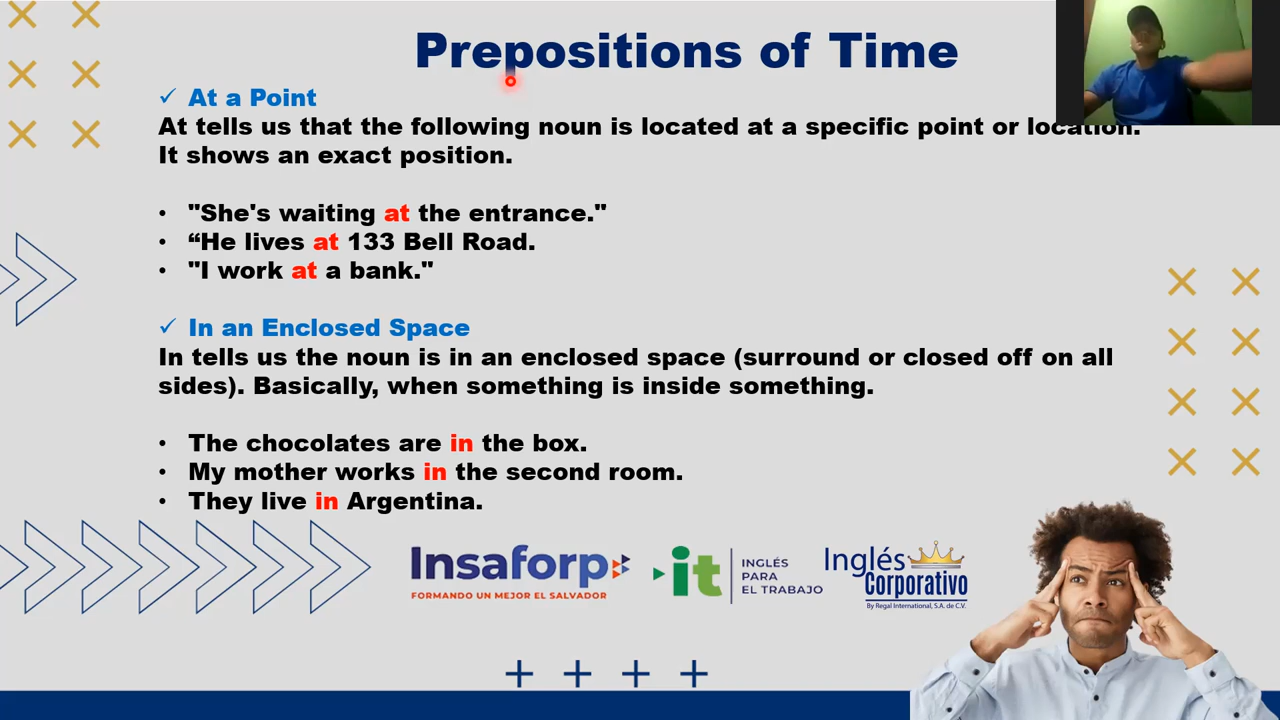 Prepositions of Time
✓ At a Point
At tells us that the following noun is located at a specific point or location.
It shows an exact position.
• "She's waiting at the entrance."
• “He lives at 133 Bell Road.
• "I work at a bank."
✓ In an Enclosed Space
In tells us the noun is in an enclosed space (surround or closed off on all
sides). Basically, when something is inside something.
• The chocolates are in the box.
• My mother works in the second room.
• They live in Argentina.
Insaforp
FORMANDO UN MEJOR EL SALVADOR
it
INGLÉS
PARA
EL TRABAJO
Inglés
Corporativo
By Regal International, S.A. de C.V.